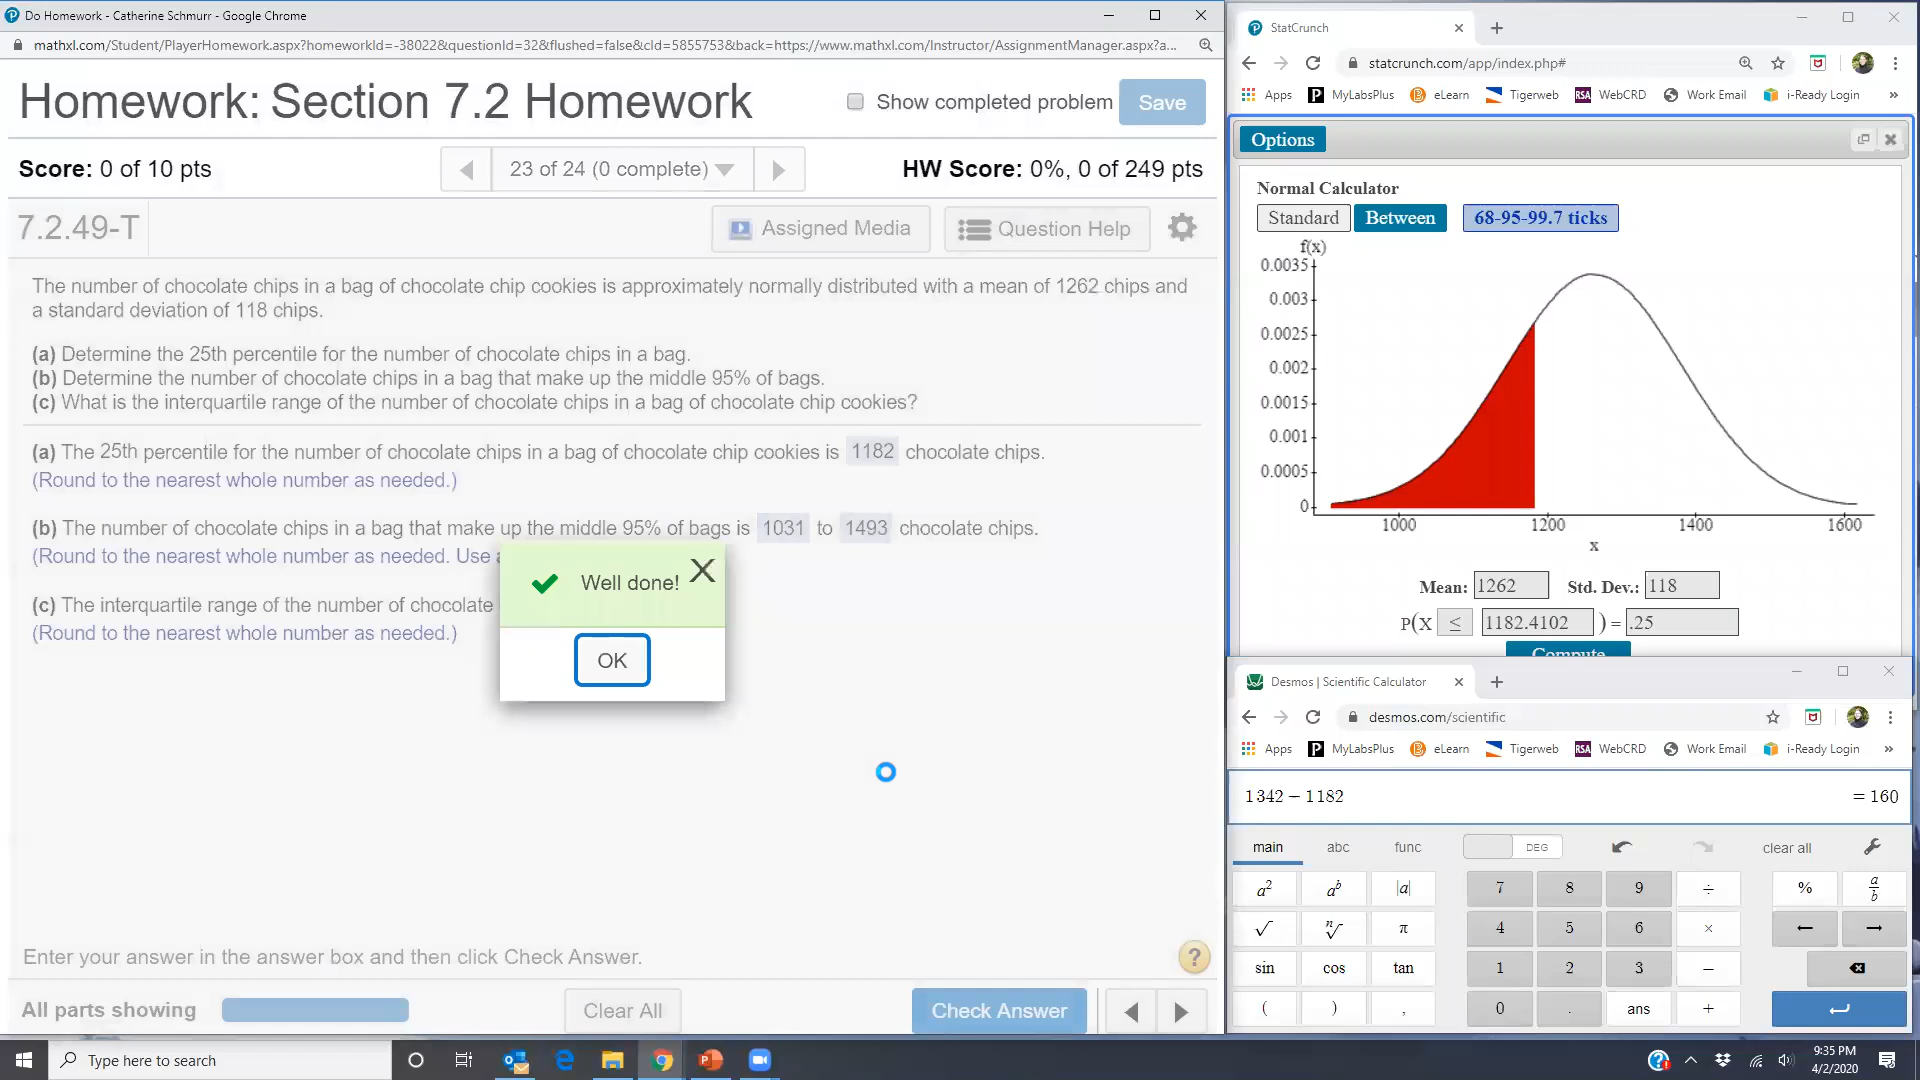 Do Homework - Catherine Schmurr - Google Chrome
mathxl.com/Student/PlayerHomework.aspx?homeworkId=-38022&questionId=32&flushed=false&cId=5855753&back=https://www.mathxl.com/Instructor/AssignmentManager.aspx?a...
Homework: Section 7.2 Homework
Show completed problem
Save
Score: 0 of 10 pts
23 of 24 (0 complete)
HW Score: 0%, 0 of 249 pts
7.2.49-T
Assigned Media
Question Help
The number of chocolate chips in a bag of chocolate chip cookies is approximately normally distributed with a mean of 1262 chips and
a standard deviation of 118 chips.
(a) Determine the 25th percentile for the number of chocolate chips in a bag.
(b) Determine the number of chocolate chips in a bag that make up the middle 95% of bags.
(c) What is the interquartile range of the number of chocolate chips in a bag of chocolate chip cookies?
(a) The 25th percentile for the number of chocolate chips in a bag of chocolate chip cookies is 1182 chocolate chips.
(Round to the nearest whole number as needed.)
(b) The number of chocolate chips in a bag that make up the middle 95% of bags is 1031 to 1493 chocolate chips.
(Round to the nearest whole number as needed. Use
(c) The interquartile range of the number of chocolate
(Round to the nearest whole number as needed.)
Well done!
OK
Enter your answer in the answer box and then click Check Answer.
?
All parts showing
Clear All
Check Answer
StatCrunch
statcrunch.com/app/index.php#
Apps MyLabsPlus eLearn Tigerweb WebCRD Work Email i-Ready Login »
Options
Normal Calculator
Standard Between 68-95-99.7 ticks
f(x)
0.0035
0.003
0.0025
0.002
0.0015
0.001
0.0005
0
1000 1200 1400 1600
x
Mean: 1262 Std. Dev.: 118
P(X ≤ 1182.4102 ) = .25
Compute
Desmos | Scientific Calculator
desmos.com/scientific
Apps MyLabsPlus eLearn Tigerweb WebCRD Work Email i-Ready Login »
1342 − 1182 = 160
main abc func DEG clear all
a² aᵇ |a| 7 8 9 ÷ % a/b
√ ⁿ√ π 4 5 6 × ← →
sin cos tan 1 2 3 −
( ) , 0 . ans +
Type here to search
9:35 PM
4/2/2020